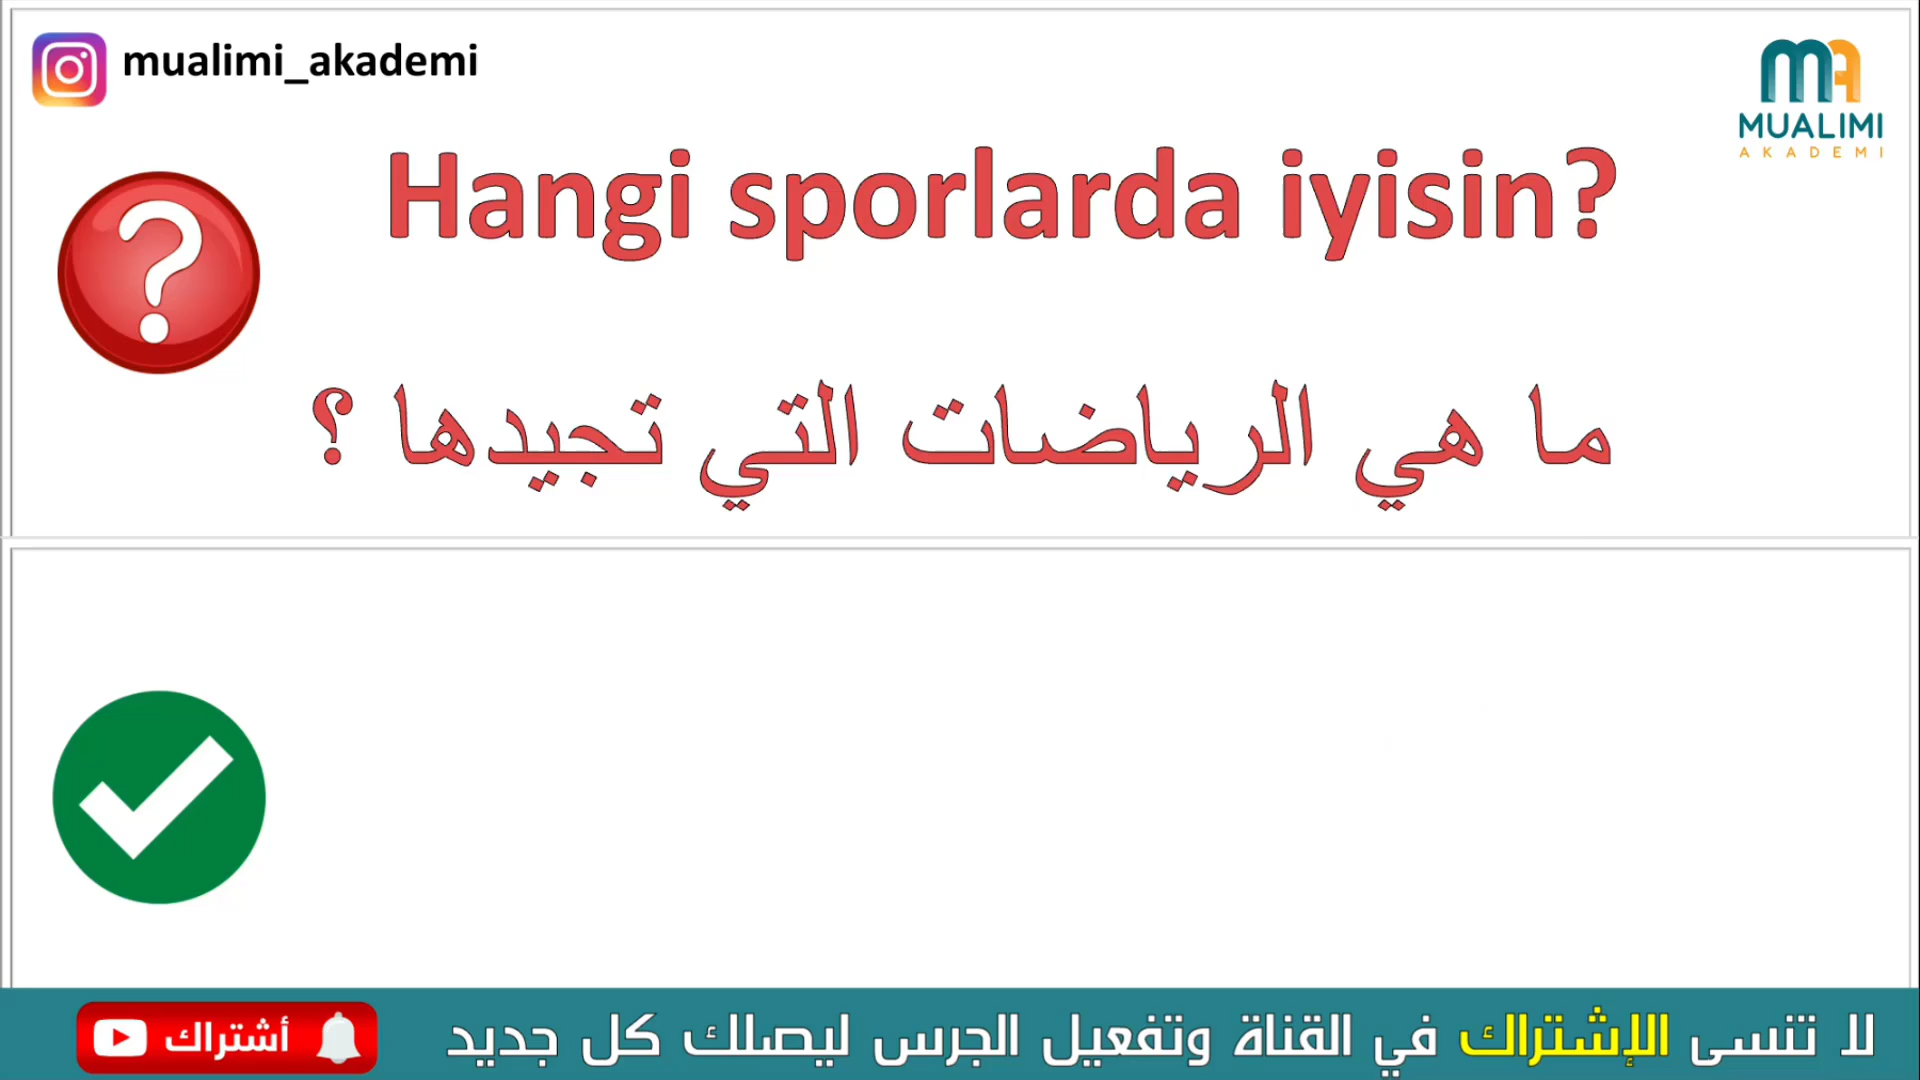 mualimi_akademi
MUALIMI
AKADEMI
Hangi sporlarda iyisin?
ما هي الرياضات التي تجيدها ؟
لا تنسى الإشتراك في القناة وتفعيل الجرس ليصلك كل جديد
أشتراك